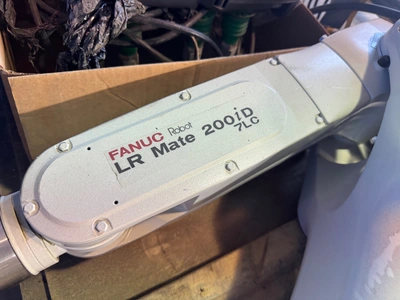 FANUC Robot
LR Mate 200iD
7LC